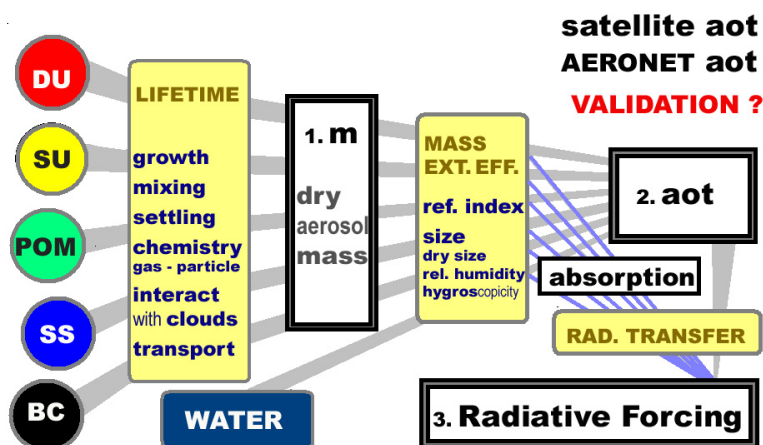 satellite aot
AERONET aot
VALIDATION ?
DU
SU
POM
SS
BC
LIFETIME
growth
mixing
settling
chemistry
gas - particle
interact
with clouds
transport
WATER
1. m
dry
aerosol
mass
MASS
EXT. EFF.
ref. index
size
dry size
rel. humidity
hygroscopicity
2. aot
absorption
RAD. TRANSFER
3. Radiative Forcing